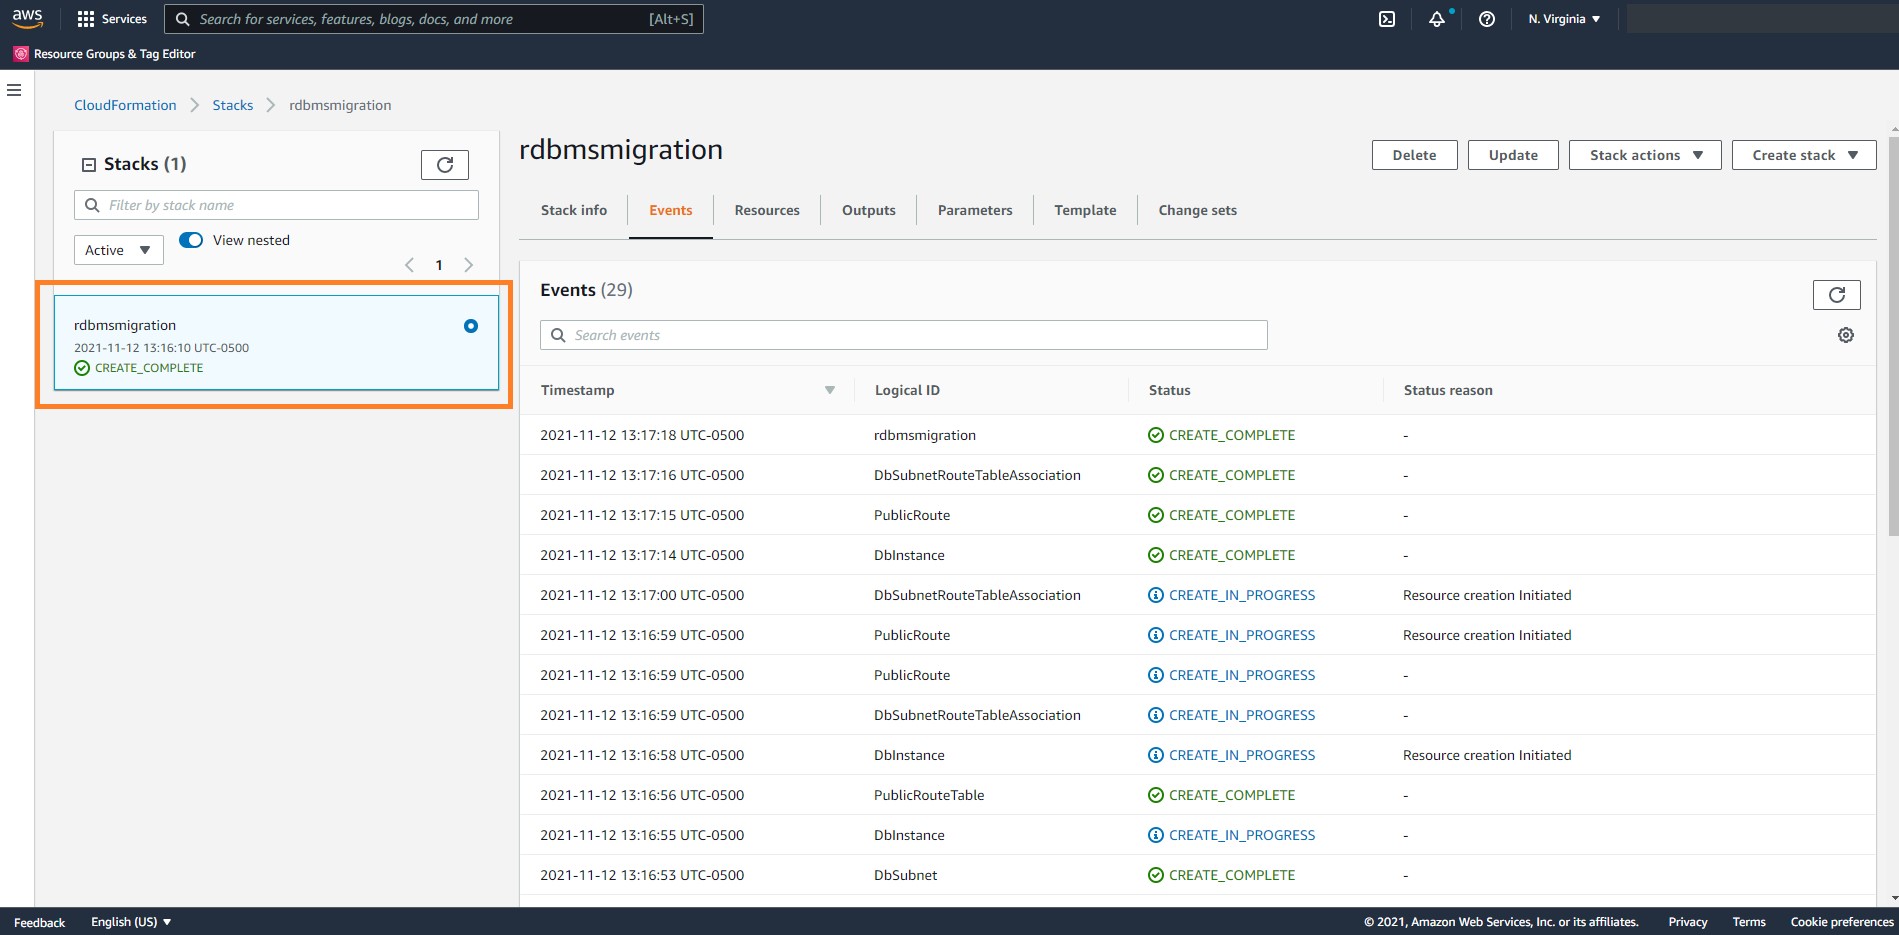 aws Services Search for services, features, blogs, docs, and more [Alt+S] N. Virginia
Resource Groups & Tag Editor
CloudFormation Stacks rdbmsmigration
Stacks (1)
Filter by stack name
Active View nested
1
rdbmsmigration
2021-11-12 13:16:10 UTC-0500
CREATE_COMPLETE
rdbmsmigration
Delete Update Stack actions Create stack
Stack info Events Resources Outputs Parameters Template Change sets
Events (29)
Search events
Timestamp Logical ID Status Status reason
2021-11-12 13:17:18 UTC-0500 rdbmsmigration CREATE_COMPLETE -
2021-11-12 13:17:16 UTC-0500 DbSubnetRouteTableAssociation CREATE_COMPLETE -
2021-11-12 13:17:15 UTC-0500 PublicRoute CREATE_COMPLETE -
2021-11-12 13:17:14 UTC-0500 DbInstance CREATE_COMPLETE -
2021-11-12 13:17:00 UTC-0500 DbSubnetRouteTableAssociation CREATE_IN_PROGRESS Resource creation Initiated
2021-11-12 13:16:59 UTC-0500 PublicRoute CREATE_IN_PROGRESS Resource creation Initiated
2021-11-12 13:16:59 UTC-0500 PublicRoute CREATE_IN_PROGRESS -
2021-11-12 13:16:59 UTC-0500 DbSubnetRouteTableAssociation CREATE_IN_PROGRESS -
2021-11-12 13:16:58 UTC-0500 DbInstance CREATE_IN_PROGRESS Resource creation Initiated
2021-11-12 13:16:56 UTC-0500 PublicRouteTable CREATE_COMPLETE -
2021-11-12 13:16:55 UTC-0500 DbInstance CREATE_IN_PROGRESS -
2021-11-12 13:16:53 UTC-0500 DbSubnet CREATE_COMPLETE -
Feedback English (US) © 2021, Amazon Web Services, Inc. or its affiliates. Privacy Terms Cookie preferences